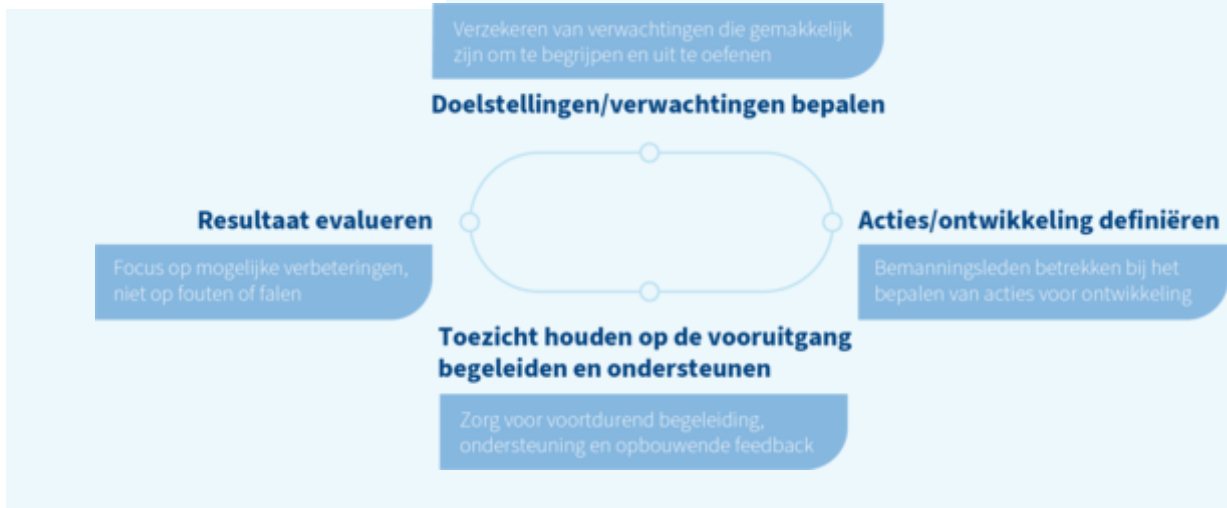 Verzekeren van verwachtingen die gemakkelijk
zijn om te begrijpen en uit te oefenen
Doelstellingen/verwachtingen bepalen
Resultaat evalueren
Focus op mogelijke verbeteringen,
niet op fouten of falen
Acties/ontwikkeling definiëren
Bemanningsleden betrekken bij het
bepalen van acties voor ontwikkeling
Toezicht houden op de vooruitgang
begeleiden en ondersteunen
Zorg voor voortdurend begeleiding,
ondersteuning en opbouwende feedback